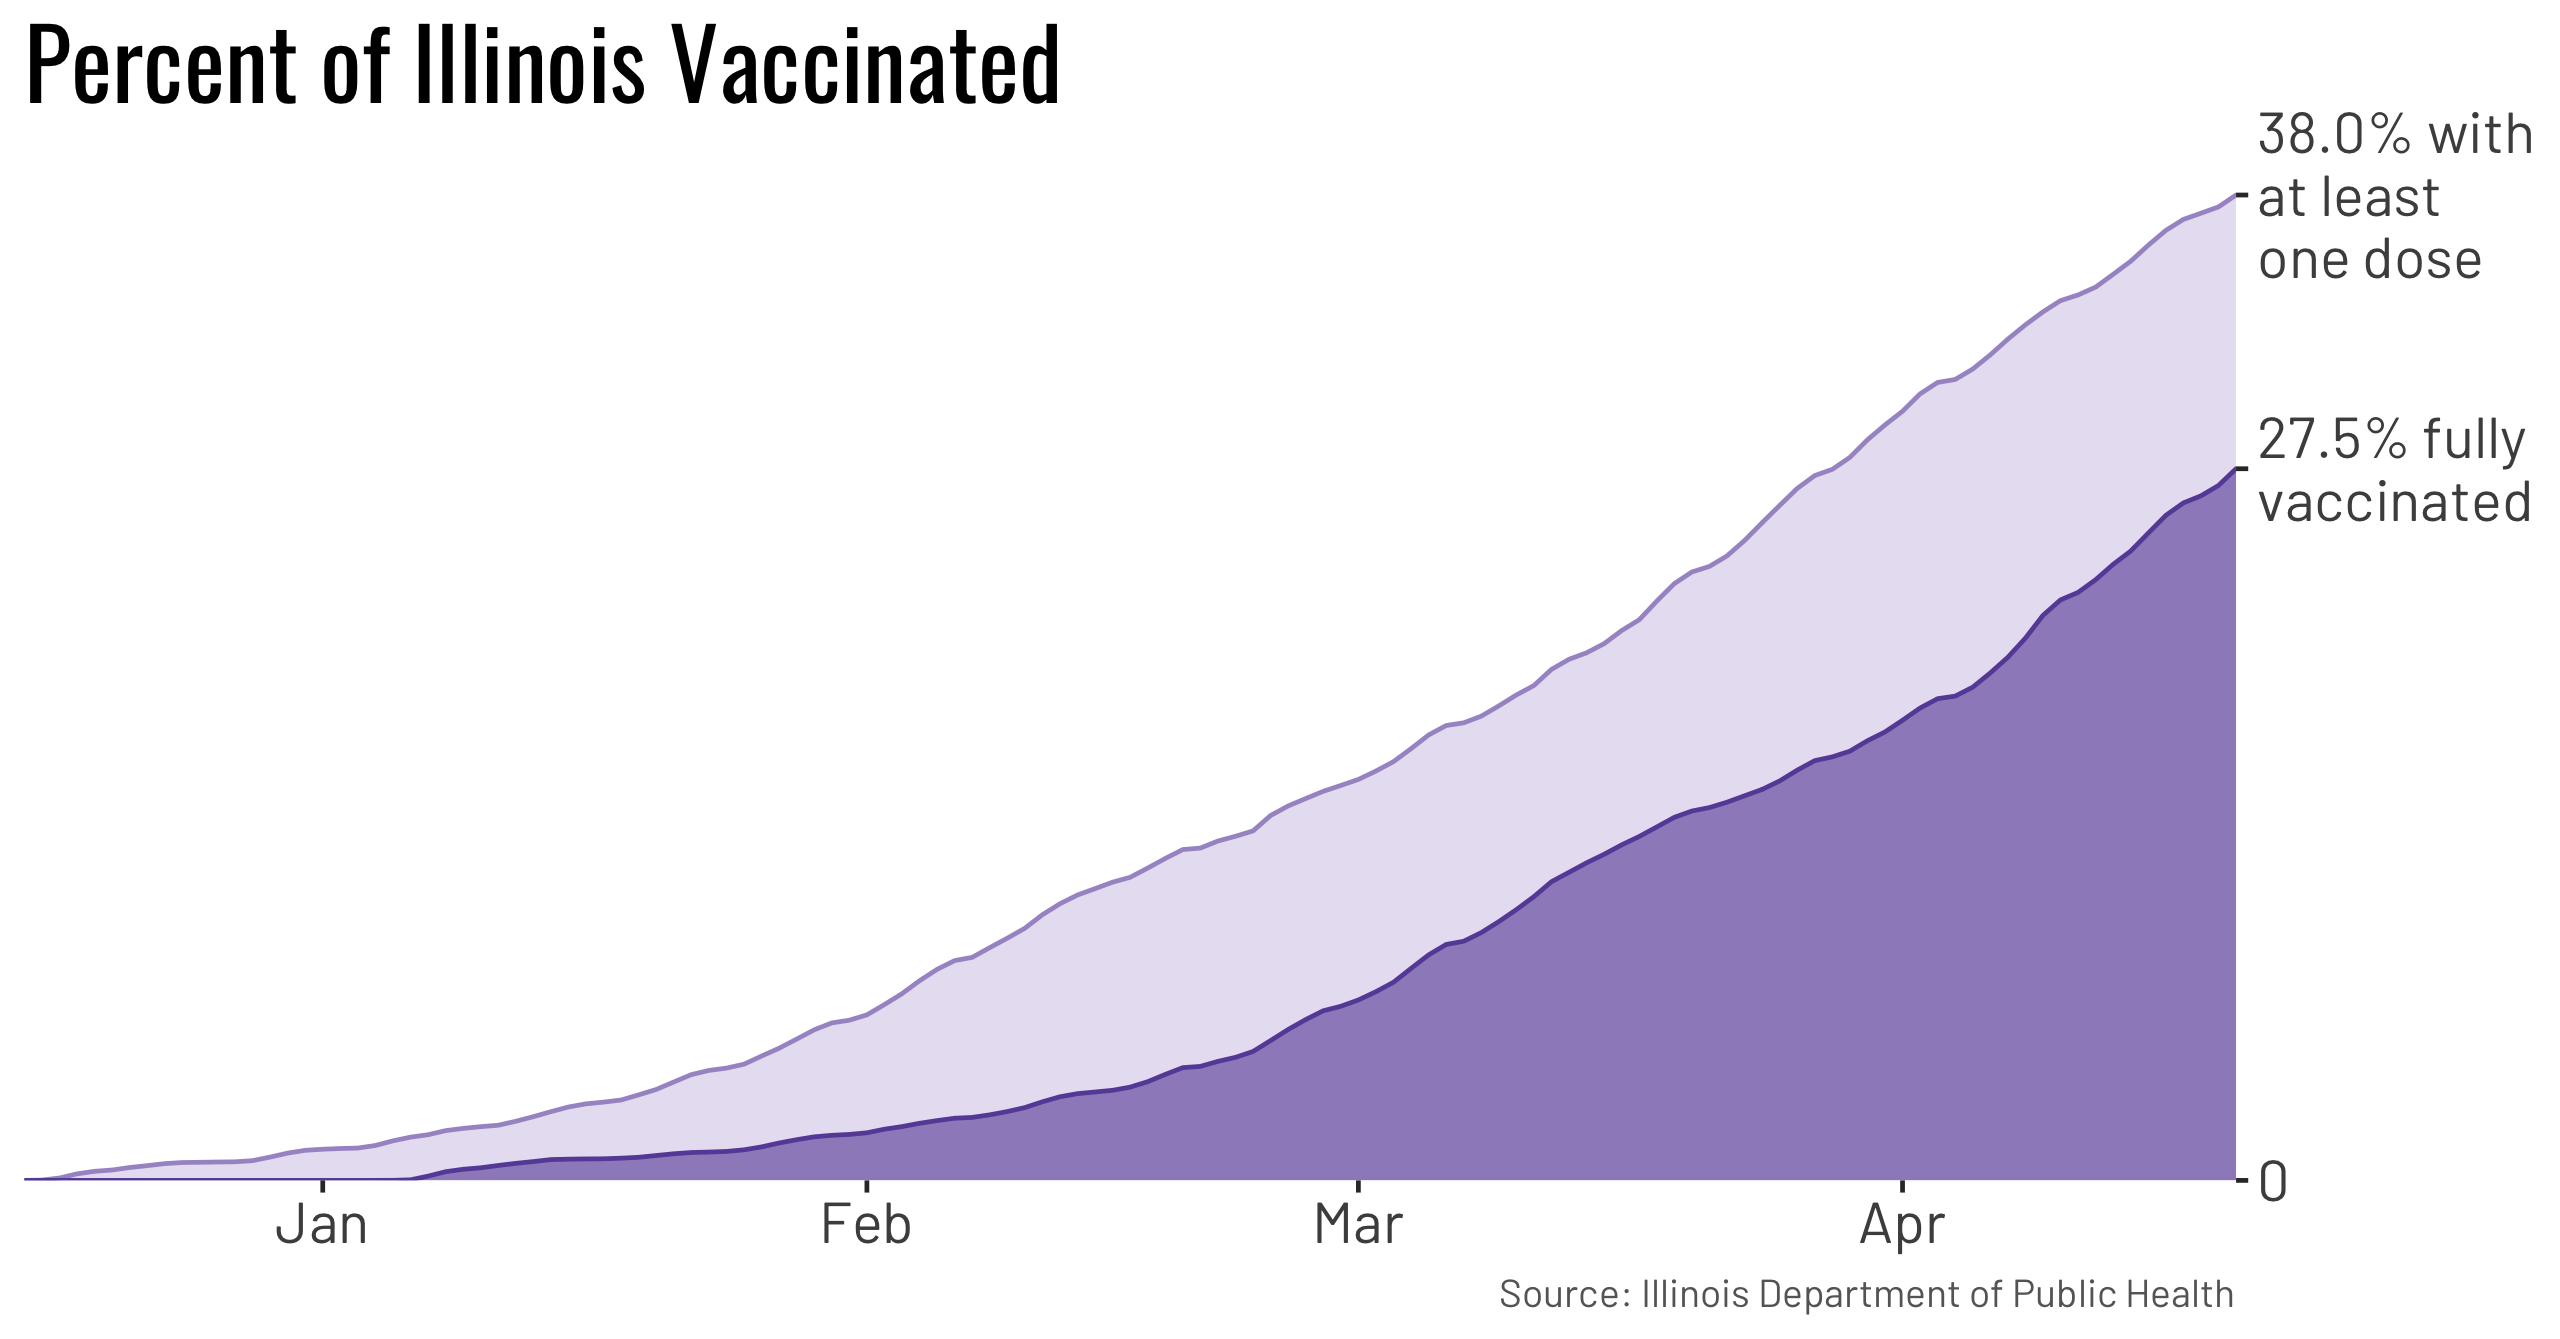 Percent of Illinois Vaccinated
38.0% with
at least
one dose
27.5% fully
vaccinated
0
Jan
Feb
Mar
Apr
Source: Illinois Department of Public Health